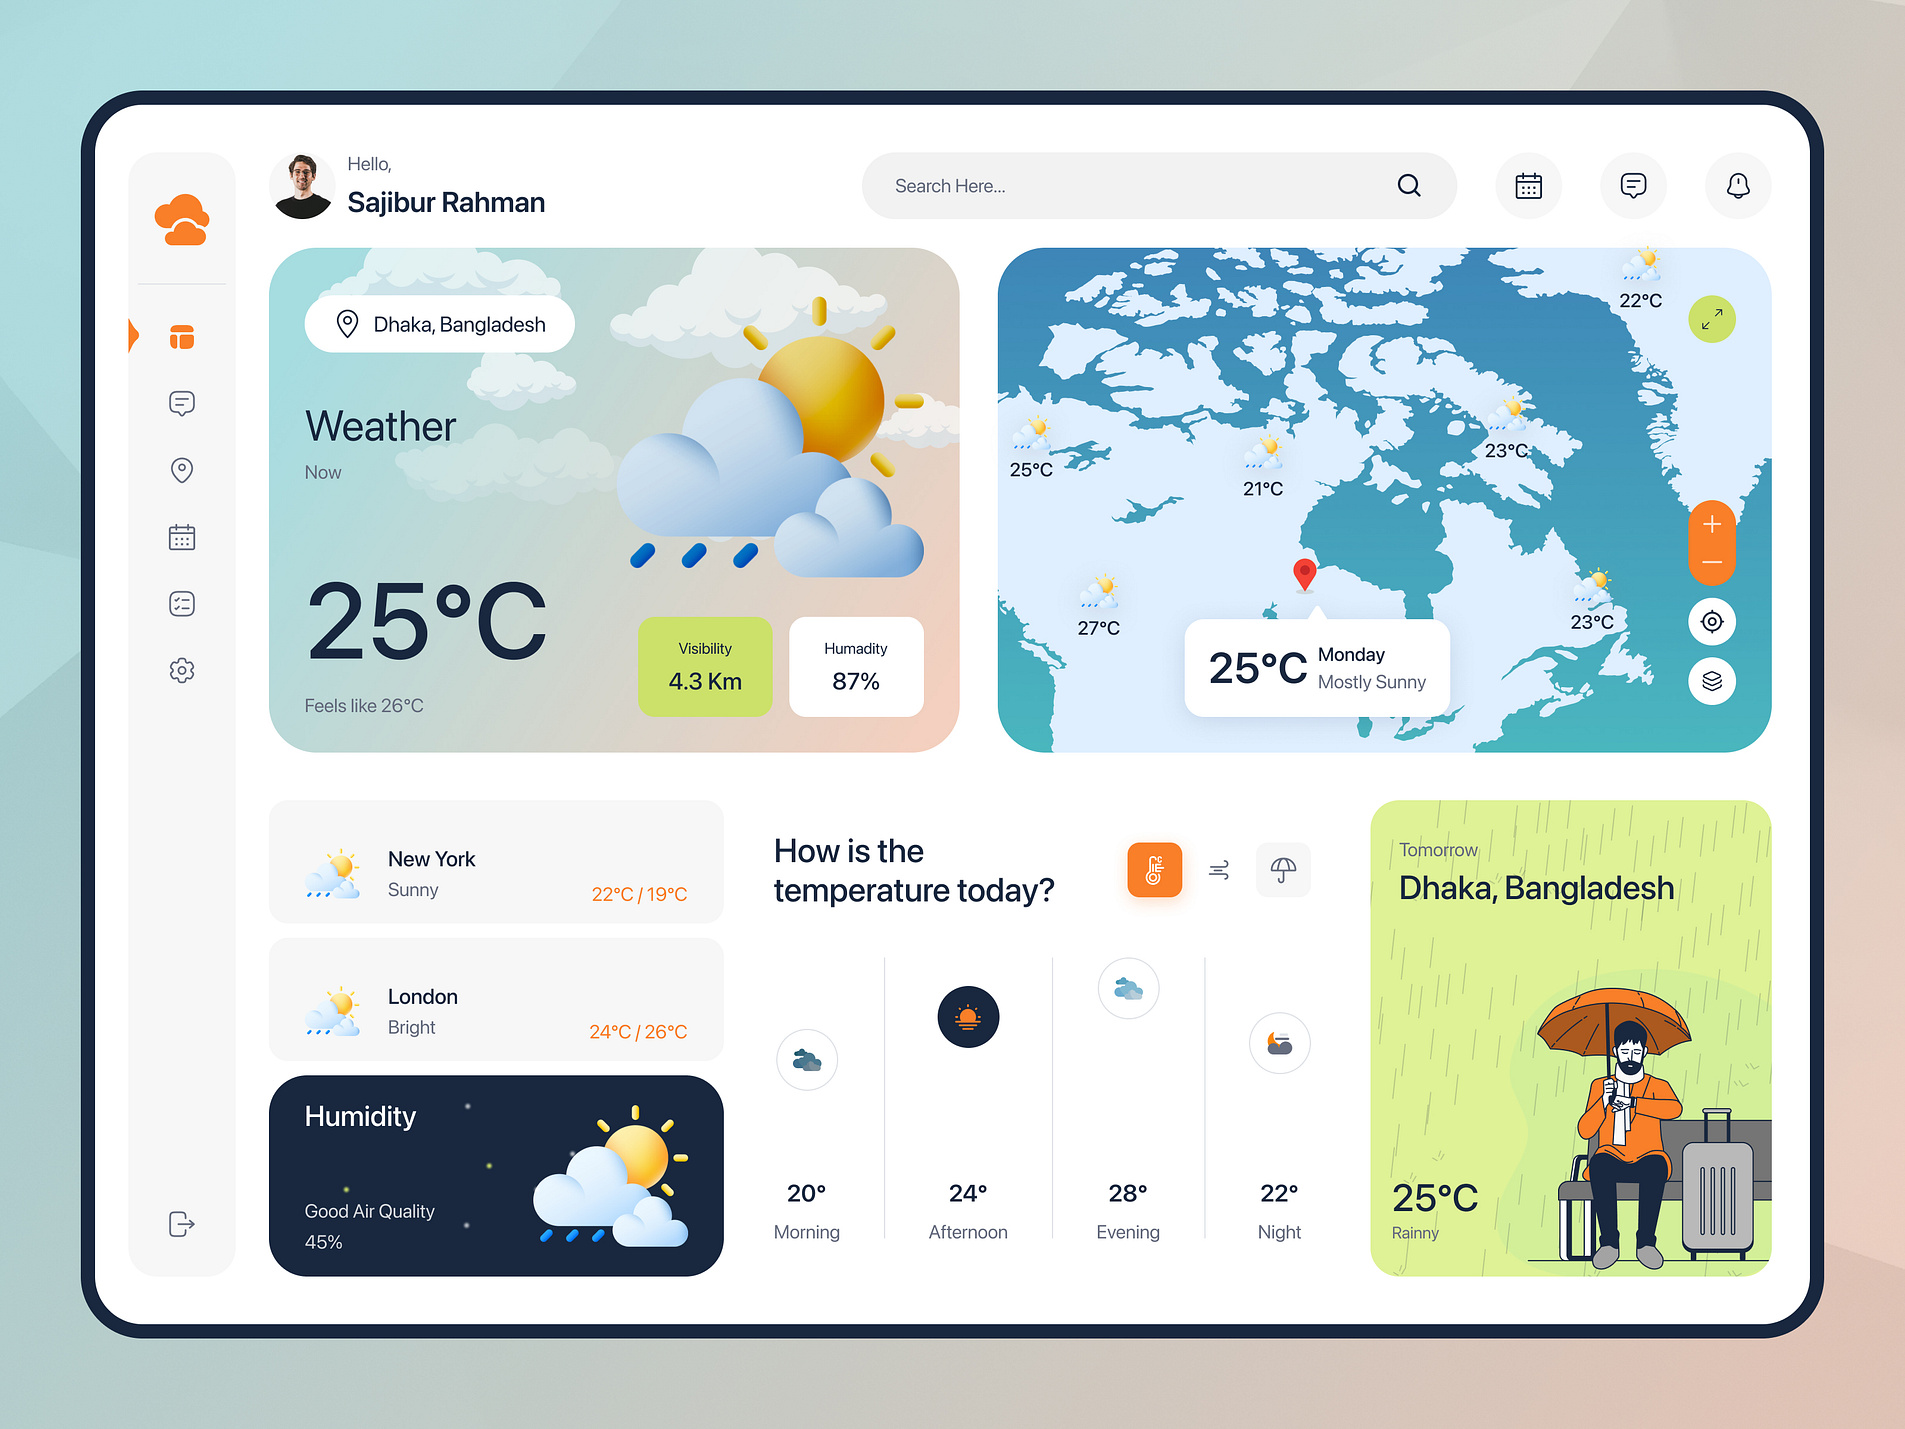 Hello,
Sajibur Rahman
Search Here...
Dhaka, Bangladesh
Weather
Now
25°C
Feels like 26°C
Visibility
4.3 Km
Humadity
87%
22°C
25°C
21°C
23°C
27°C
23°C
25°C
Monday
Mostly Sunny
New York
Sunny
22°C / 19°C
London
Bright
24°C / 26°C
Humidity
Good Air Quality
45%
How is the
temperature today?
20°
Morning
24°
Afternoon
28°
Evening
22°
Night
Tomorrow
Dhaka, Bangladesh
25°C
Rainny